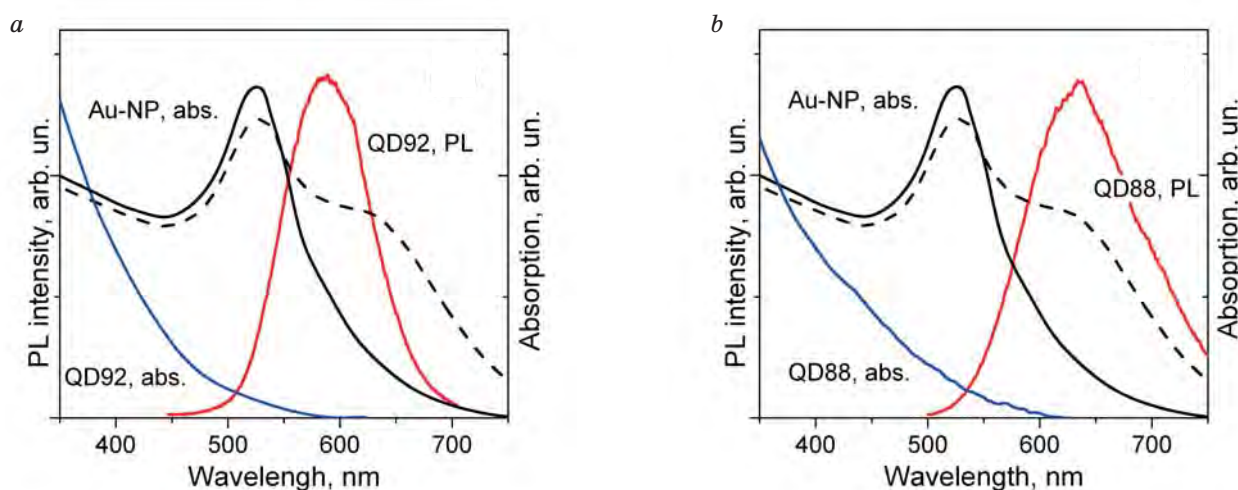 a
Au-NP, abs.
QD92, PL
QD92, abs.
PL intensity, arb. un.
Absorption, arb. un.
400 500 600 700
Wavelengh, nm
b
Au-NP, abs.
QD88, PL
QD88, abs.
PL intensity, arb. un.
Absoprtion, arb. un.
400 500 600 700
Wavelength, nm